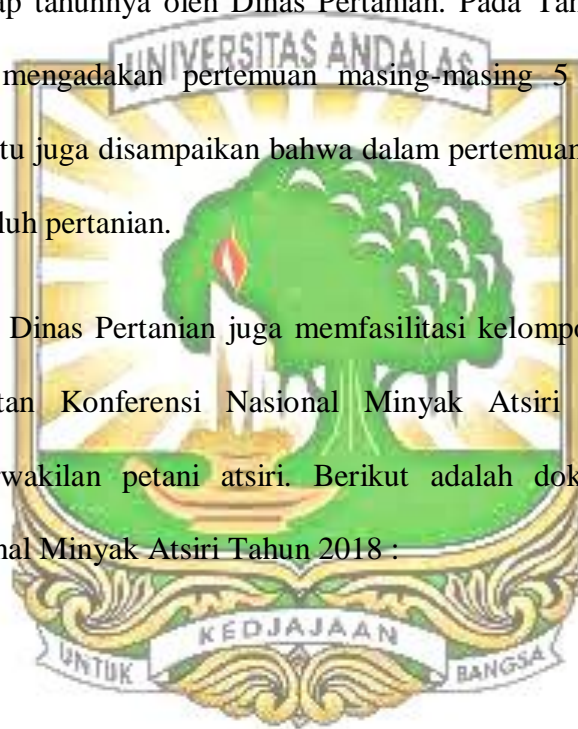 ap tahunnya oleh Dinas Pertanian. Pada Tah
UNIVERSITAS ANDALAS
mengadakan pertemuan masing-masing 5
tu juga disampaikan bahwa dalam pertemuan
luh pertanian.
Dinas Pertanian juga memfasilitasi kelompo
tan Konferensi Nasional Minyak Atsiri
rwakilan petani atsiri. Berikut adalah dok
nal Minyak Atsiri Tahun 2018 :
KEDJAJAAN
UNTUK BANGSA